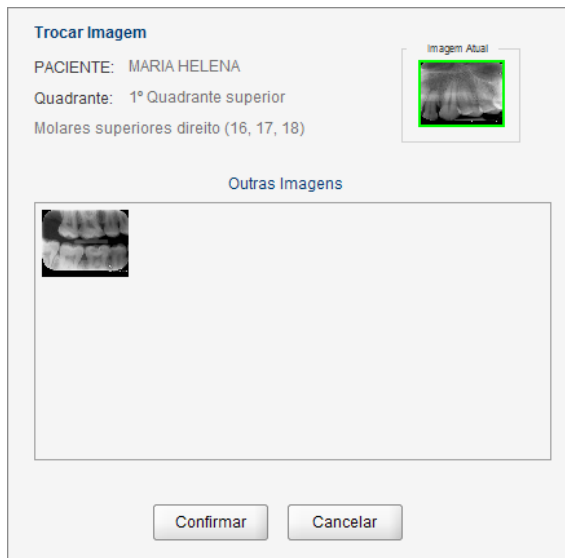 Trocar Imagem
Imagem Atual
PACIENTE: MARIA HELENA
Quadrante: 1º Quadrante superior
Molares superiores direito (16, 17, 18)
Outras Imagens
Confirmar
Cancelar